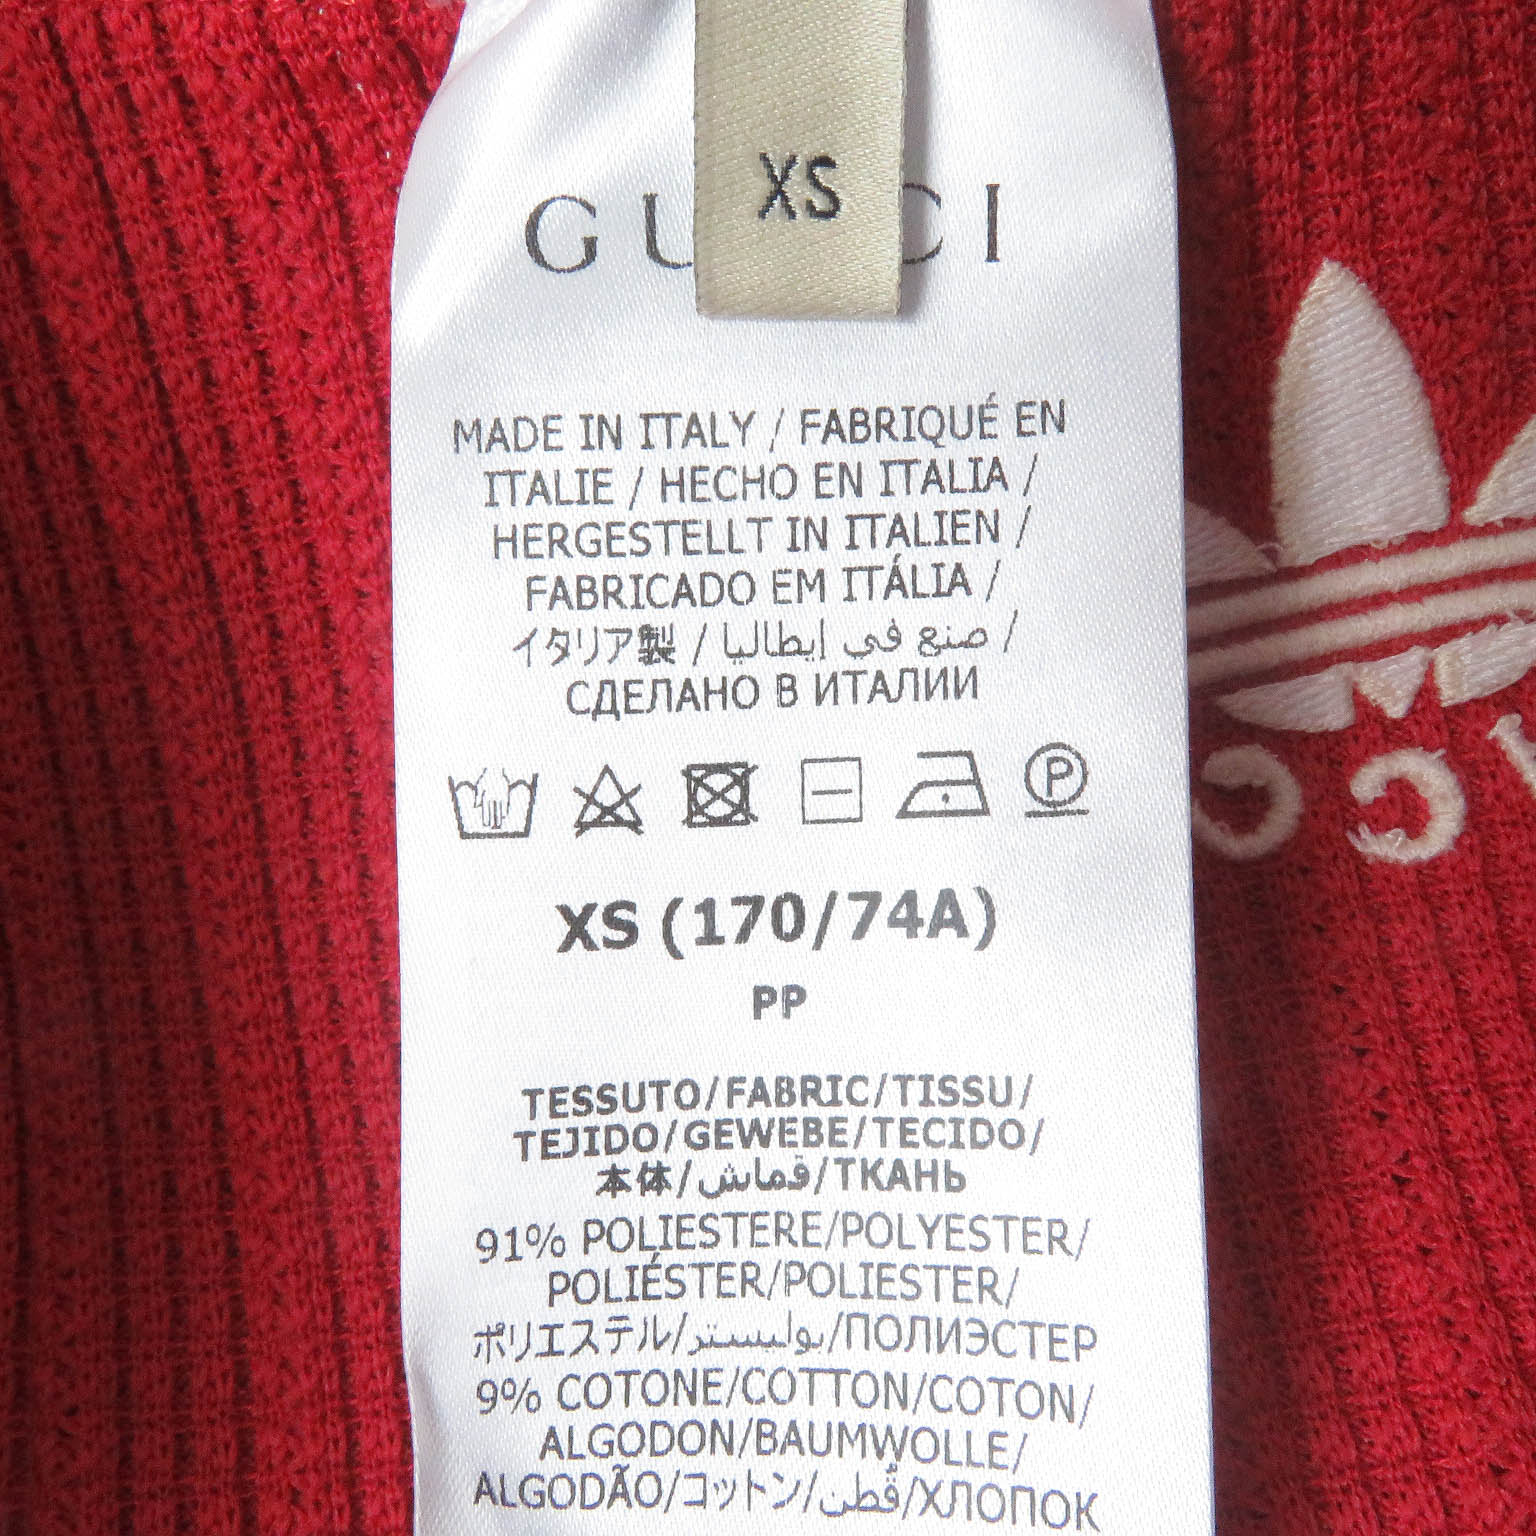 XS
GUCCI
MADE IN ITALY / FABRIQUÉ EN
ITALIE / HECHO EN ITALIA /
HERGESTELLT IN ITALIEN /
FABRICADO EM ITÁLIA /
イタリア製 / صنع في إيطاليا /
СДЕЛАНО В ИТАЛИИ
P
XS (170/74A)
PP
TESSUTO/FABRIC/TISSU/
TEJIDO/GEWEBE/TECIDO/
本体/قماش/ТКАНЬ
91% POLIESTERE/POLYESTER/
POLIÉSTER/POLIESTER/
ポリエステル/بوليستر/ПОЛИЭСТЕР
9% COTONE/COTTON/COTON/
ALGODON/BAUMWOLLE/
ALGODÃO/コットン/قُطن/ХЛОПОК